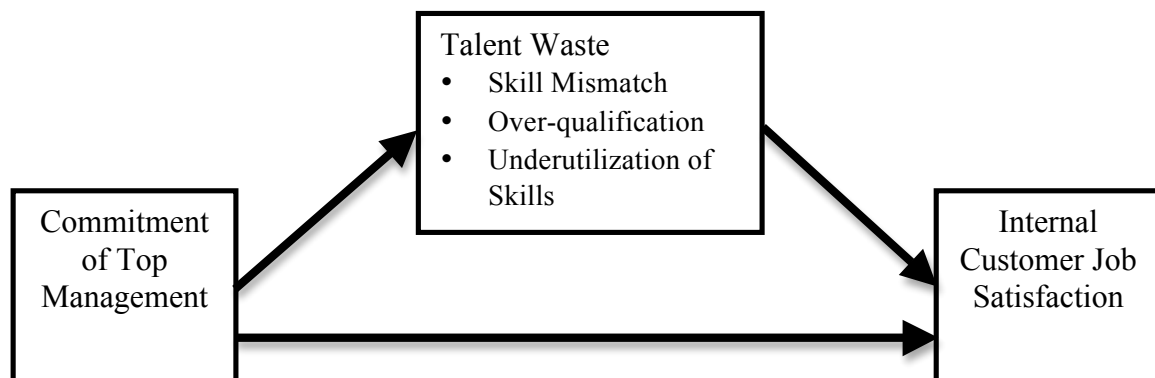 Talent Waste
• Skill Mismatch
• Over-qualification
• Underutilization of
Skills
Commitment
of Top
Management
Internal
Customer Job
Satisfaction